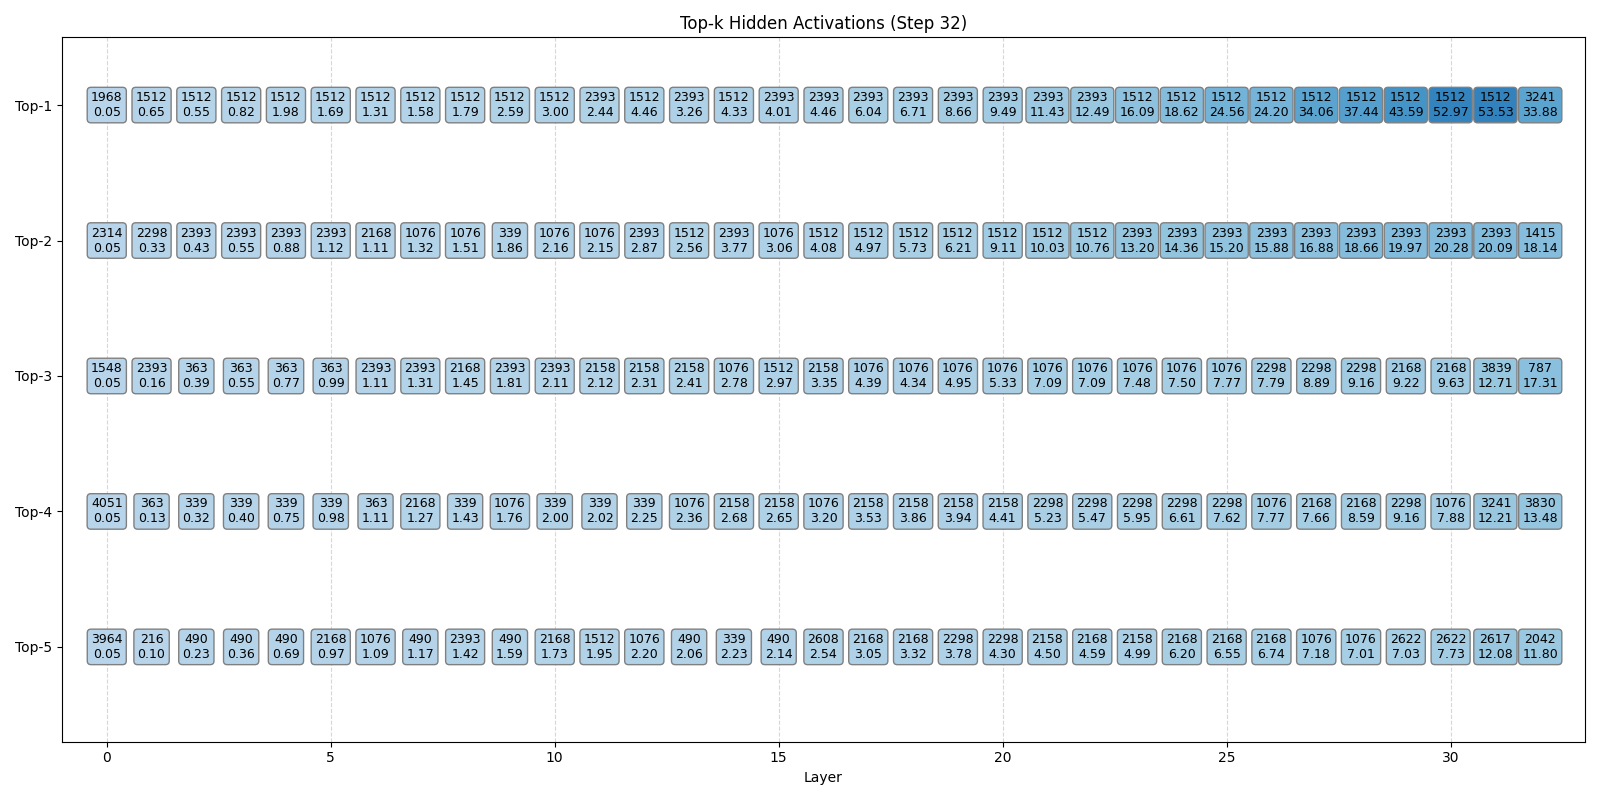 Top-k Hidden Activations (Step 32)
Top-1
1968 1512 1512 1512 1512 1512 1512 1512 1512 1512 1512 2393 1512 2393 1512 2393 2393 2393 2393 2393 2393 2393 2393 1512 1512 1512 1512 1512 1512 1512 1512 1512 3241
0.05 0.65 0.55 0.82 1.98 1.69 1.31 1.58 1.79 2.59 3.00 2.44 4.46 3.26 4.33 4.01 4.46 6.04 6.71 8.66 9.49 11.43 12.49 16.09 18.62 24.56 24.20 34.06 37.44 43.59 52.97 53.53 33.88
Top-2
2314 2298 2393 2393 2393 2393 2168 1076 1076 339 1076 1076 2393 1512 2393 1076 1512 1512 1512 1512 1512 1512 1512 2393 2393 2393 2393 2393 2393 2393 2393 2393 1415
0.05 0.33 0.43 0.55 0.88 1.12 1.11 1.32 1.51 1.86 2.16 2.15 2.87 2.56 3.77 3.06 4.08 4.97 5.73 6.21 9.11 10.03 10.76 13.20 14.36 15.20 15.88 16.88 18.66 19.97 20.28 20.09 18.14
Top-3
1548 2393 363 363 363 363 2393 2393 2168 2393 2393 2158 2158 2158 1076 1512 2158 1076 1076 1076 1076 1076 1076 1076 1076 1076 2298 2298 2298 2168 2168 3839 787
0.05 0.16 0.39 0.55 0.77 0.99 1.11 1.31 1.45 1.81 2.11 2.12 2.31 2.41 2.78 2.97 3.35 4.39 4.34 4.95 5.33 7.09 7.09 7.48 7.50 7.77 7.79 8.89 9.16 9.22 9.63 12.71 17.31
Top-4
4051 363 339 339 339 339 363 2168 339 1076 339 339 339 1076 2158 2158 1076 2158 2158 2158 2158 2298 2298 2298 2298 2298 1076 2168 2168 2298 1076 3241 3830
0.05 0.13 0.32 0.40 0.75 0.98 1.11 1.27 1.43 1.76 2.00 2.02 2.25 2.36 2.68 2.65 3.20 3.53 3.86 3.94 4.41 5.23 5.47 5.95 6.61 7.62 7.77 7.66 8.59 9.16 7.88 12.21 13.48
Top-5
3964 216 490 490 490 2168 1076 490 2393 490 2168 1512 1076 490 339 490 2608 2168 2168 2298 2298 2158 2168 2158 2168 2168 2168 1076 1076 2622 2622 2617 2042
0.05 0.10 0.23 0.36 0.69 0.97 1.09 1.17 1.42 1.59 1.73 1.95 2.20 2.06 2.23 2.14 2.54 3.05 3.32 3.78 4.30 4.50 4.59 4.99 6.20 6.55 6.74 7.18 7.01 7.03 7.73 12.08 11.80
0 5 10 15 20 25 30
Layer